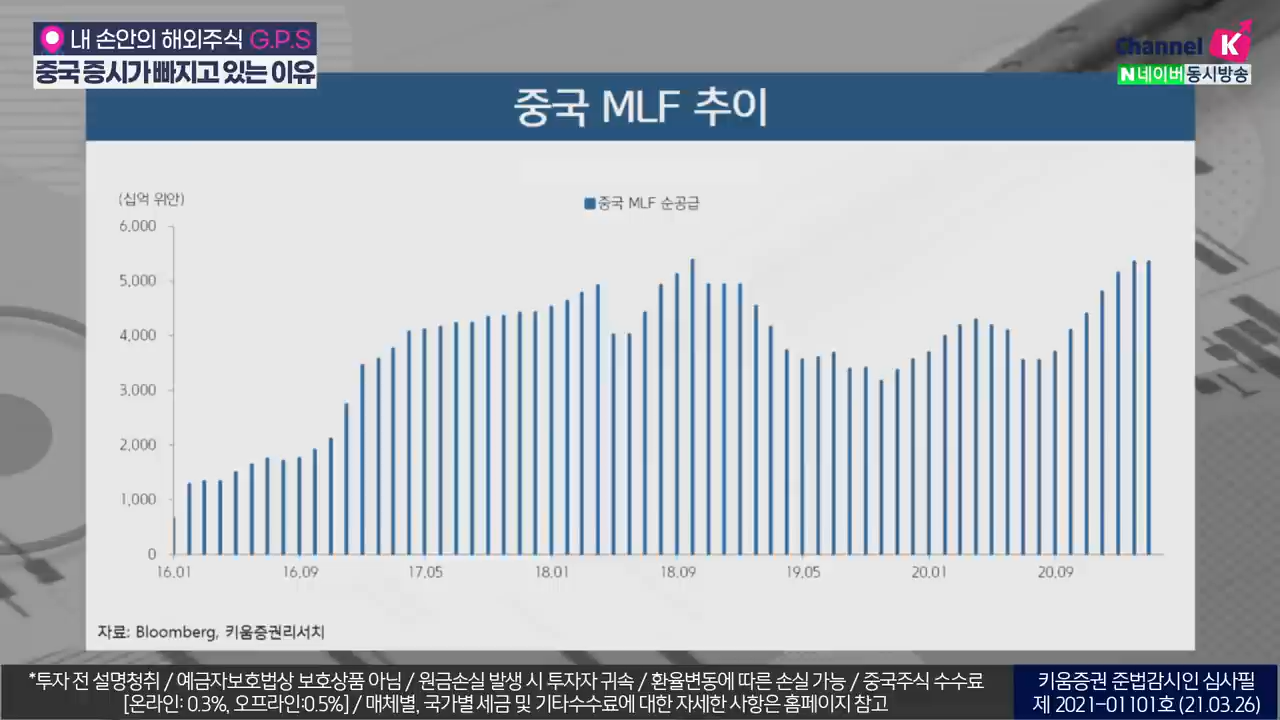 내 손안의 해외주식 G.P.S
중국 증시가 빠지고 있는 이유
Channel K
N 네이버 동시방송
중국 MLF 추이
(십억 위안)
중국 MLF 순공급
6,000
5,000
4,000
3,000
2,000
1,000
0
16.01 16.09 17.05 18.01 18.09 19.05 20.01 20.09
자료: Bloomberg, 키움증권리서치
*투자 전 설명청취 / 예금자보호법상 보호상품 아님 / 원금손실 발생 시 투자자 귀속 / 환율변동에 따른 손실 가능 / 중국주식 수수료
[온라인: 0.3%, 오프라인:0.5%] / 매체별, 국가별 세금 및 기타수수료에 대한 자세한 사항은 홈페이지 참고
키움증권 준법감시인 심사필
제 2021-01101호 (21.03.26)